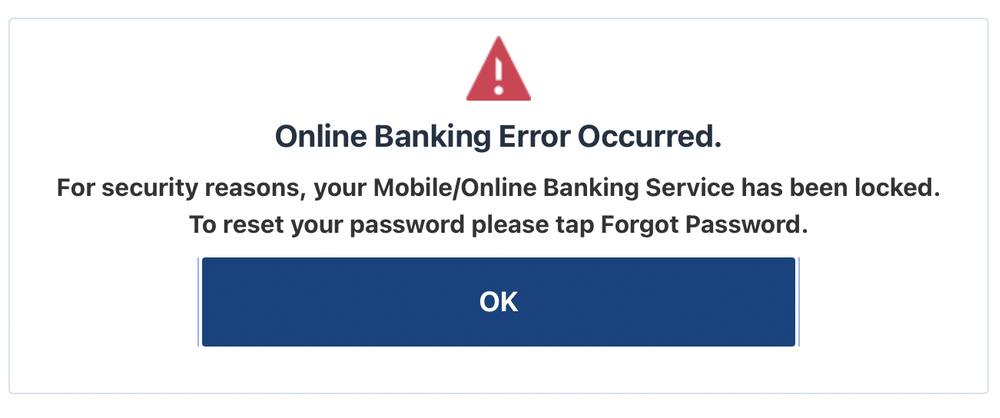 Online Banking Error Occurred.
For security reasons, your Mobile/Online Banking Service has been locked.
To reset your password please tap Forgot Password.
OK